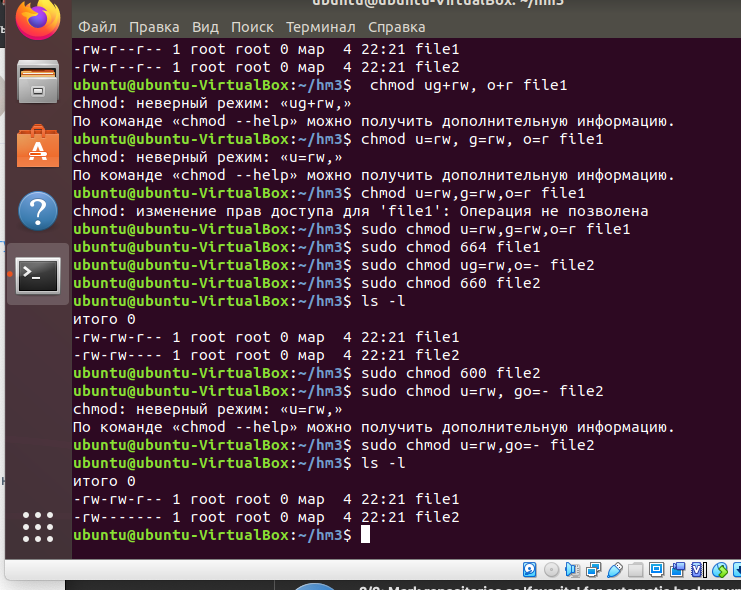 ubuntu@ubuntu-VirtualBox: ~/hm3
Файл Правка Вид Поиск Терминал Справка
-rw-r--r-- 1 root root 0 мар  4 22:21 file1
-rw-r--r-- 1 root root 0 мар  4 22:21 file2
ubuntu@ubuntu-VirtualBox:~/hm3$  chmod ug+rw, o+r file1
chmod: неверный режим: «ug+rw,»
По команде «chmod --help» можно получить дополнительную информацию.
ubuntu@ubuntu-VirtualBox:~/hm3$ chmod u=rw, g=rw, o=r file1
chmod: неверный режим: «u=rw,»
По команде «chmod --help» можно получить дополнительную информацию.
ubuntu@ubuntu-VirtualBox:~/hm3$ chmod u=rw,g=rw,o=r file1
chmod: изменение прав доступа для 'file1': Операция не позволена
ubuntu@ubuntu-VirtualBox:~/hm3$ sudo chmod u=rw,g=rw,o=r file1
ubuntu@ubuntu-VirtualBox:~/hm3$ sudo chmod 664 file1
ubuntu@ubuntu-VirtualBox:~/hm3$ sudo chmod ug=rw,o=- file2
ubuntu@ubuntu-VirtualBox:~/hm3$ sudo chmod 660 file2
ubuntu@ubuntu-VirtualBox:~/hm3$ ls -l
итого 0
-rw-rw-r-- 1 root root 0 мар  4 22:21 file1
-rw-rw---- 1 root root 0 мар  4 22:21 file2
ubuntu@ubuntu-VirtualBox:~/hm3$ sudo chmod 600 file2
ubuntu@ubuntu-VirtualBox:~/hm3$ sudo chmod u=rw, go=- file2
chmod: неверный режим: «u=rw,»
По команде «chmod --help» можно получить дополнительную информацию.
ubuntu@ubuntu-VirtualBox:~/hm3$ sudo chmod u=rw,go=- file2
ubuntu@ubuntu-VirtualBox:~/hm3$ ls -l
итого 0
-rw-rw-r-- 1 root root 0 мар  4 22:21 file1
-rw------- 1 root root 0 мар  4 22:21 file2
ubuntu@ubuntu-VirtualBox:~/hm3$